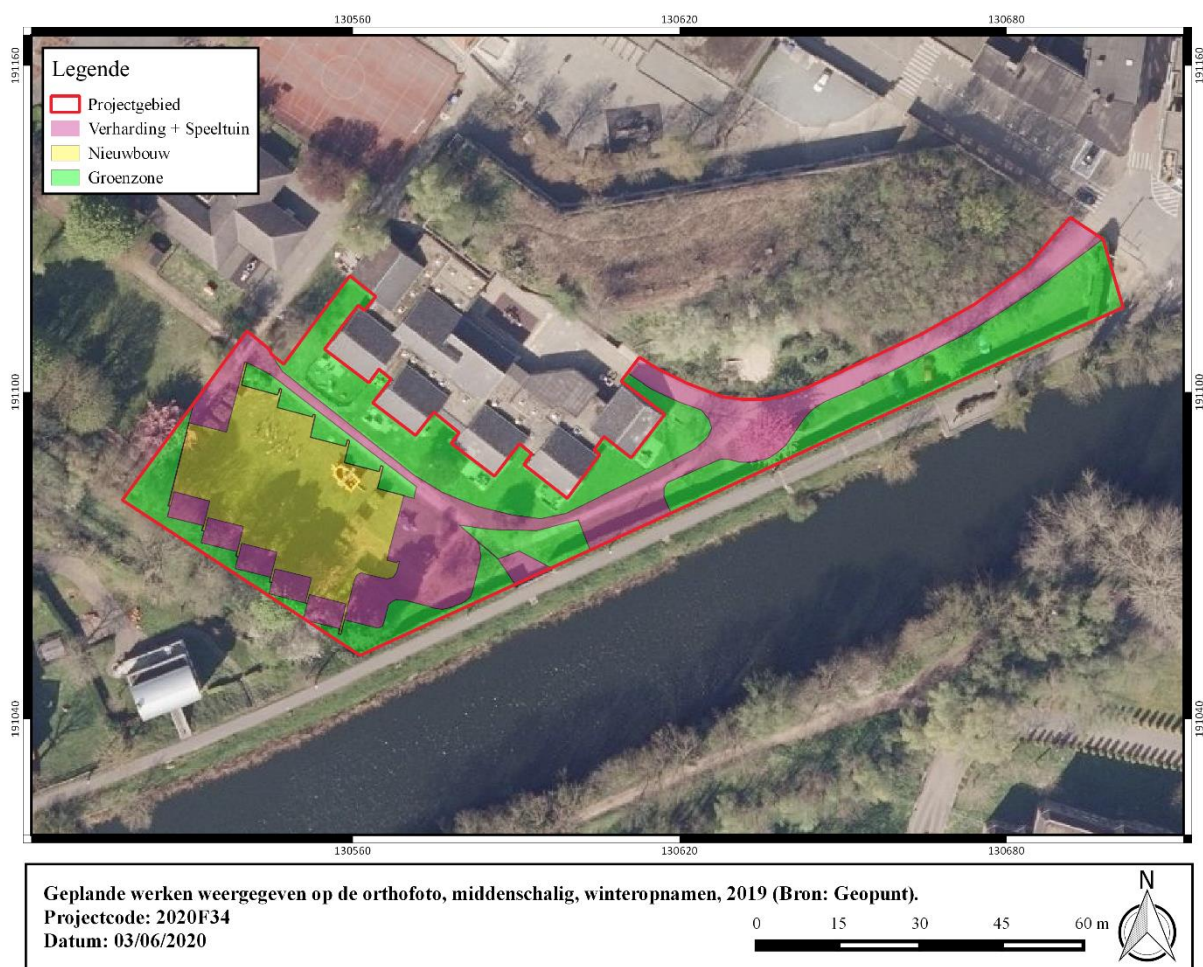 130560 130620 130680
191160 191160
Legende
Projectgebied
Verharding + Speeltuin
Nieuwbouw
Groenzone
191100 191100
191040 191040
130560 130620 130680
Geplande werken weergegeven op de orthofoto, middenschalig, winteropnamen, 2019 (Bron: Geopunt).
Projectcode: 2020F34
Datum: 03/06/2020
0 15 30 45 60 m
N